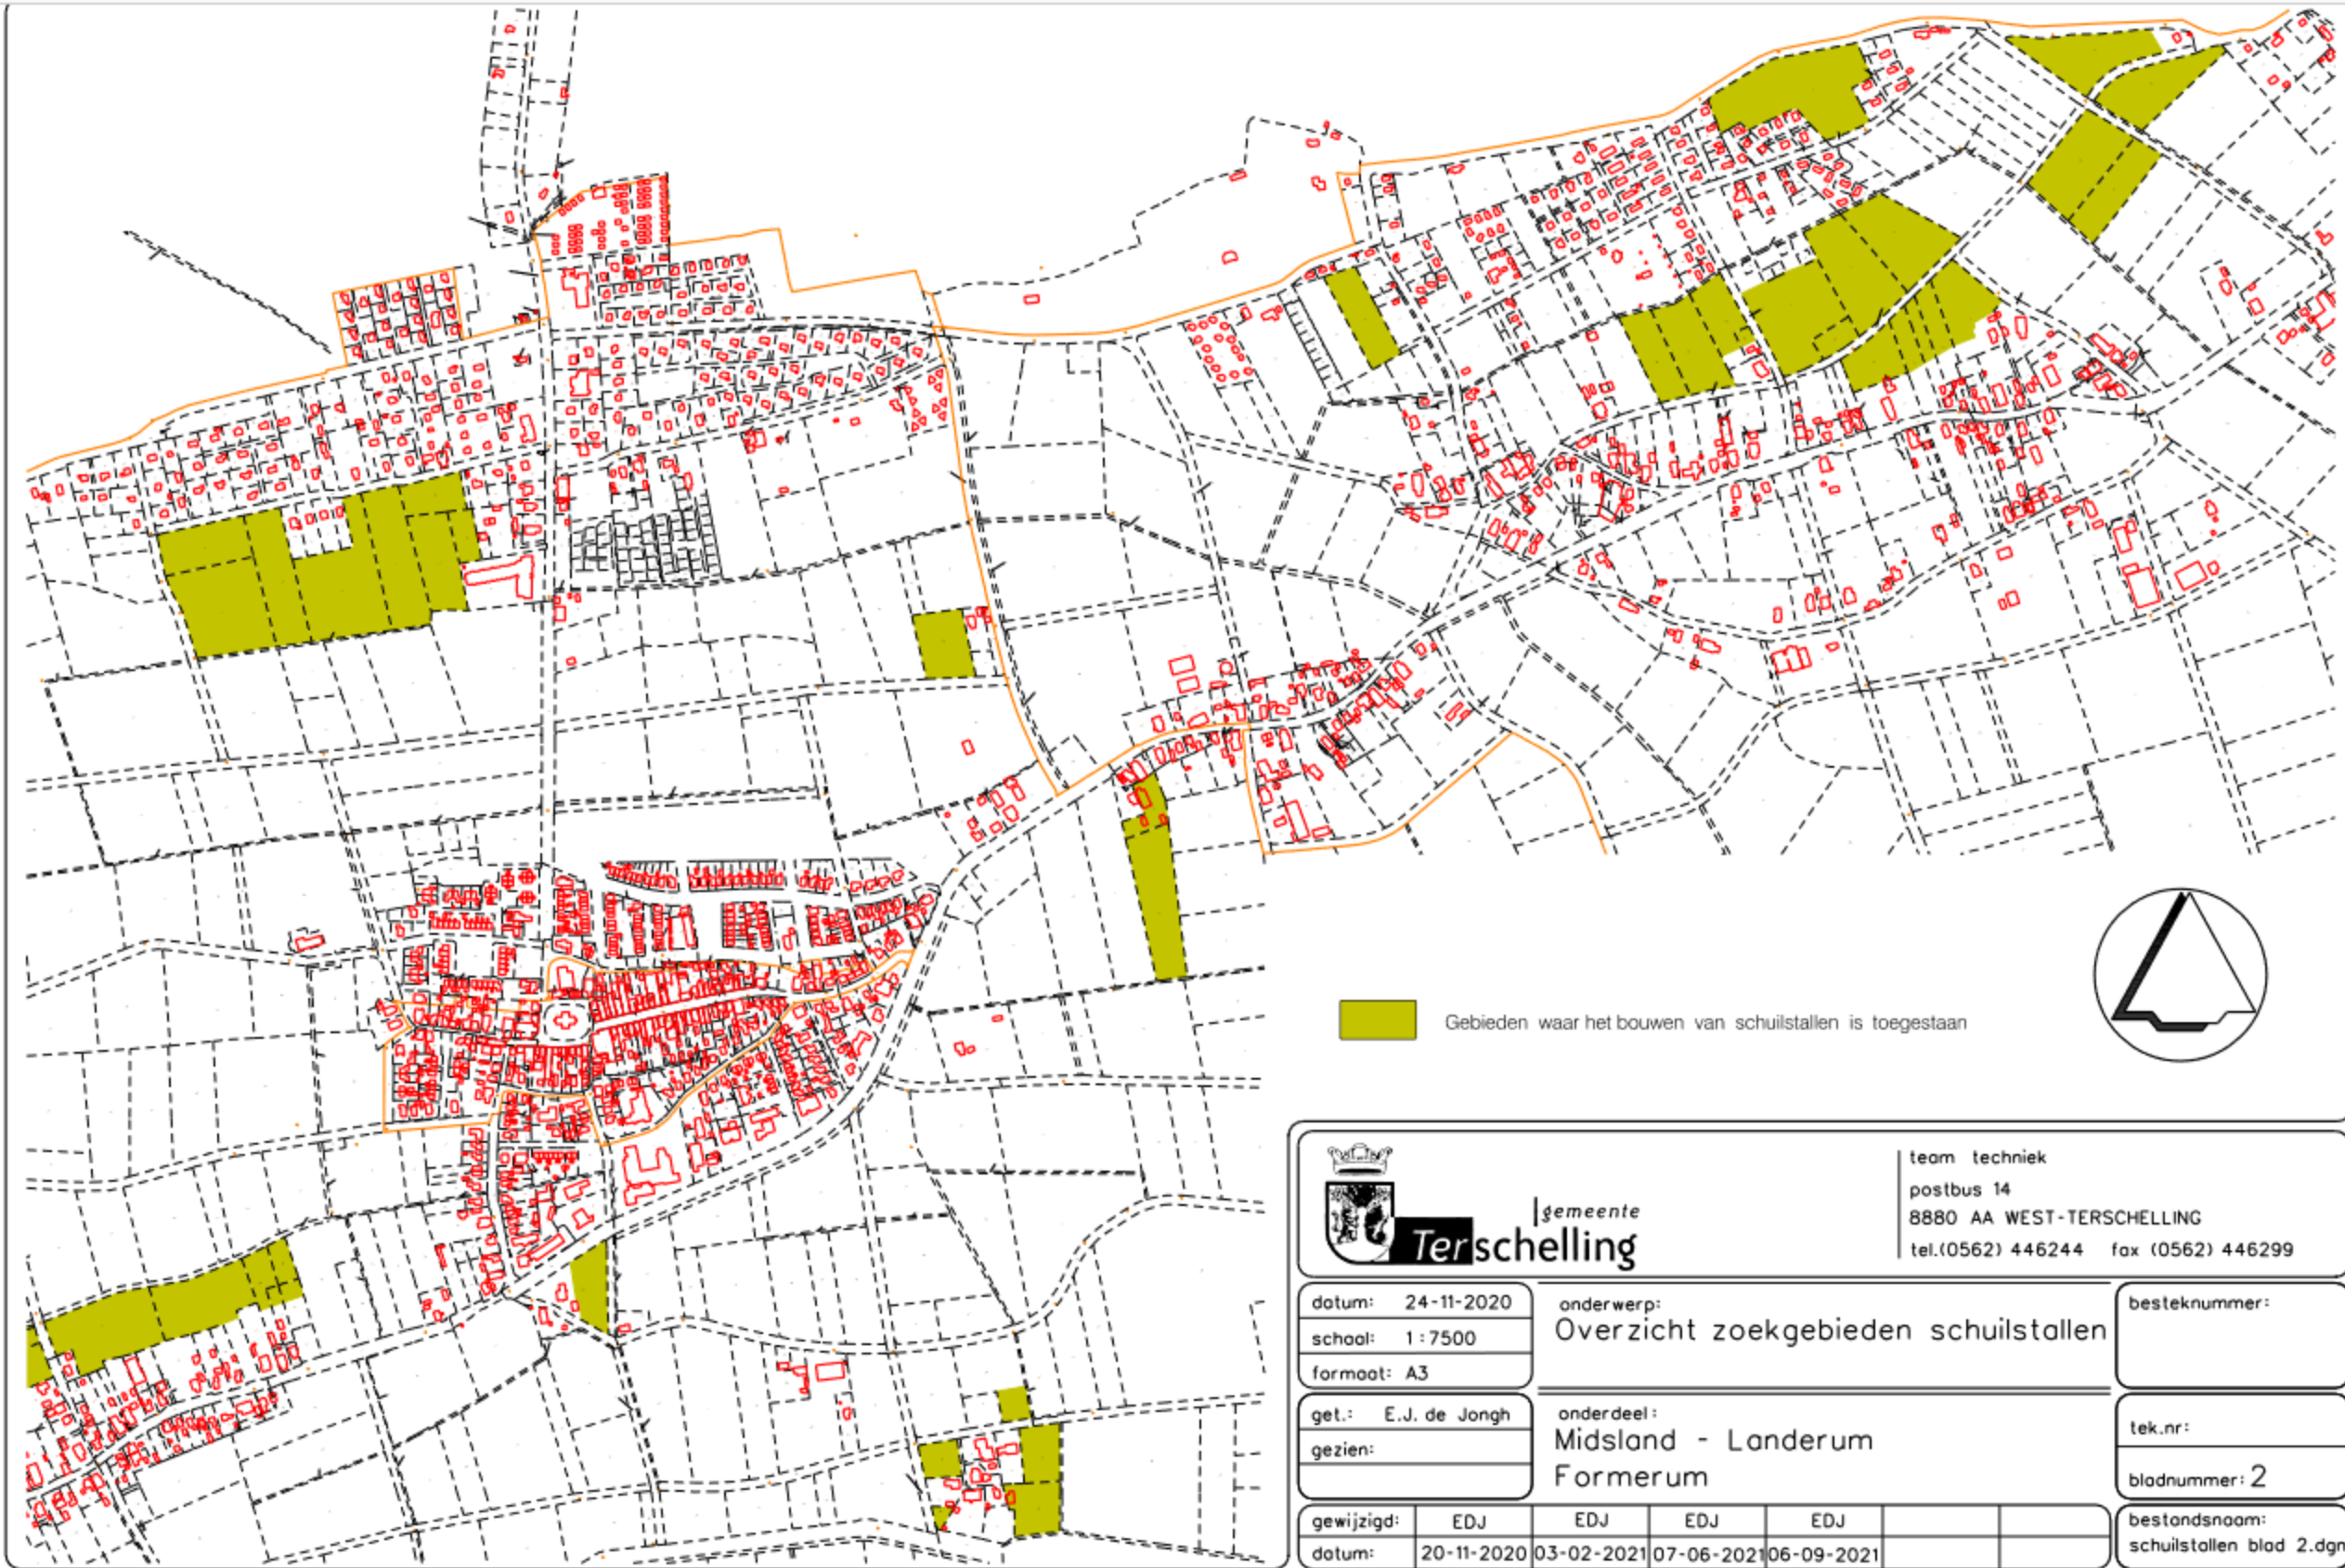 Gebieden waar het bouwen van schuilstallen is toegestaan
gemeente
Terschelling
team techniek
postbus 14
8880 AA WEST-TERSCHELLING
tel.(0562) 446244 fax (0562) 446299
datum: 24-11-2020
schaal: 1:7500
formaat: A3
onderwerp:
Overzicht zoekgebieden schuilstallen
besteknummer:
get.: E.J. de Jongh
gezien:
onderdeel:
Midsland - Landerum
Formerum
tek.nr:
bladnummer: 2
gewijzigd: EDJ EDJ EDJ EDJ
datum: 20-11-2020 03-02-2021 07-06-2021 06-09-2021
bestandsnaam:
schuilstallen blad 2.dgn